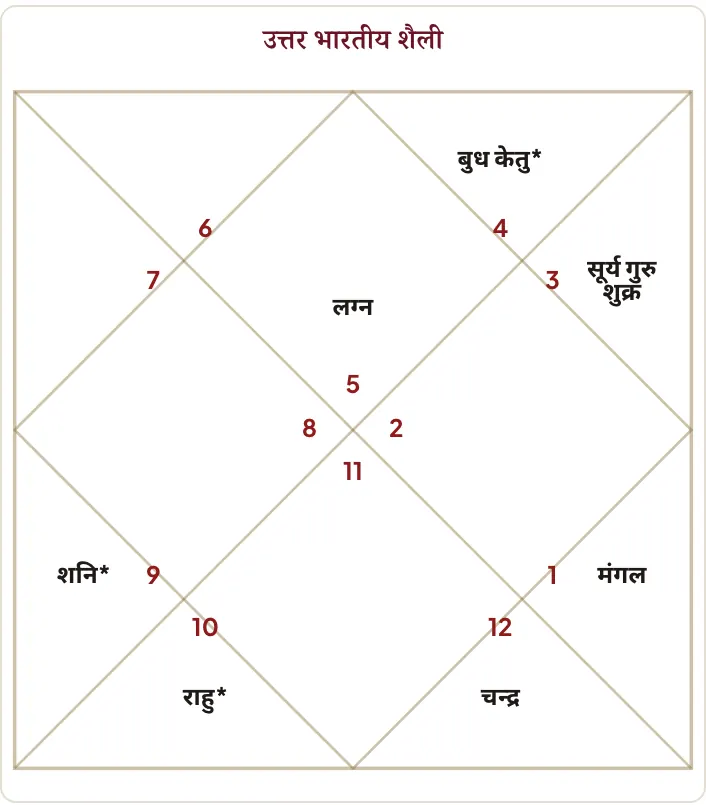 उत्तर भारतीय शैली
बुध केतु*
6
4
7
3
सूर्य गुरु
शुक्र
लग्न
5
8
2
11
शनि*
9
1
मंगल
10
12
राहु*
चन्द्र